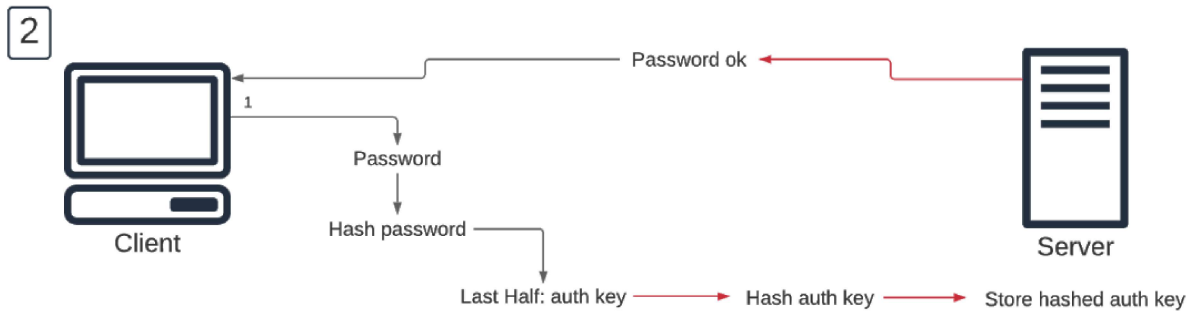 2
Password ok
1
Password
Hash password
Client
Server
Last Half: auth key
Hash auth key
Store hashed auth key